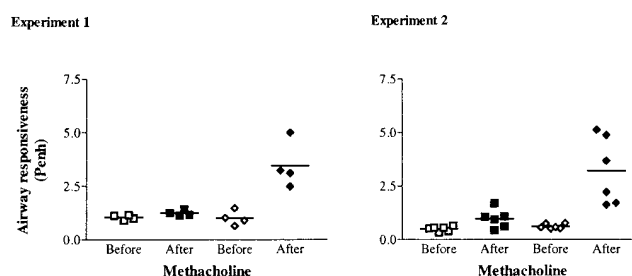 Experiment 1
Experiment 2
Airway responsiveness
(Penh)
7.5
5.0
2.5
0.0
Before After Before After
Methacholine
7.5
5.0
2.5
0.0
Before After Before After
Methacholine